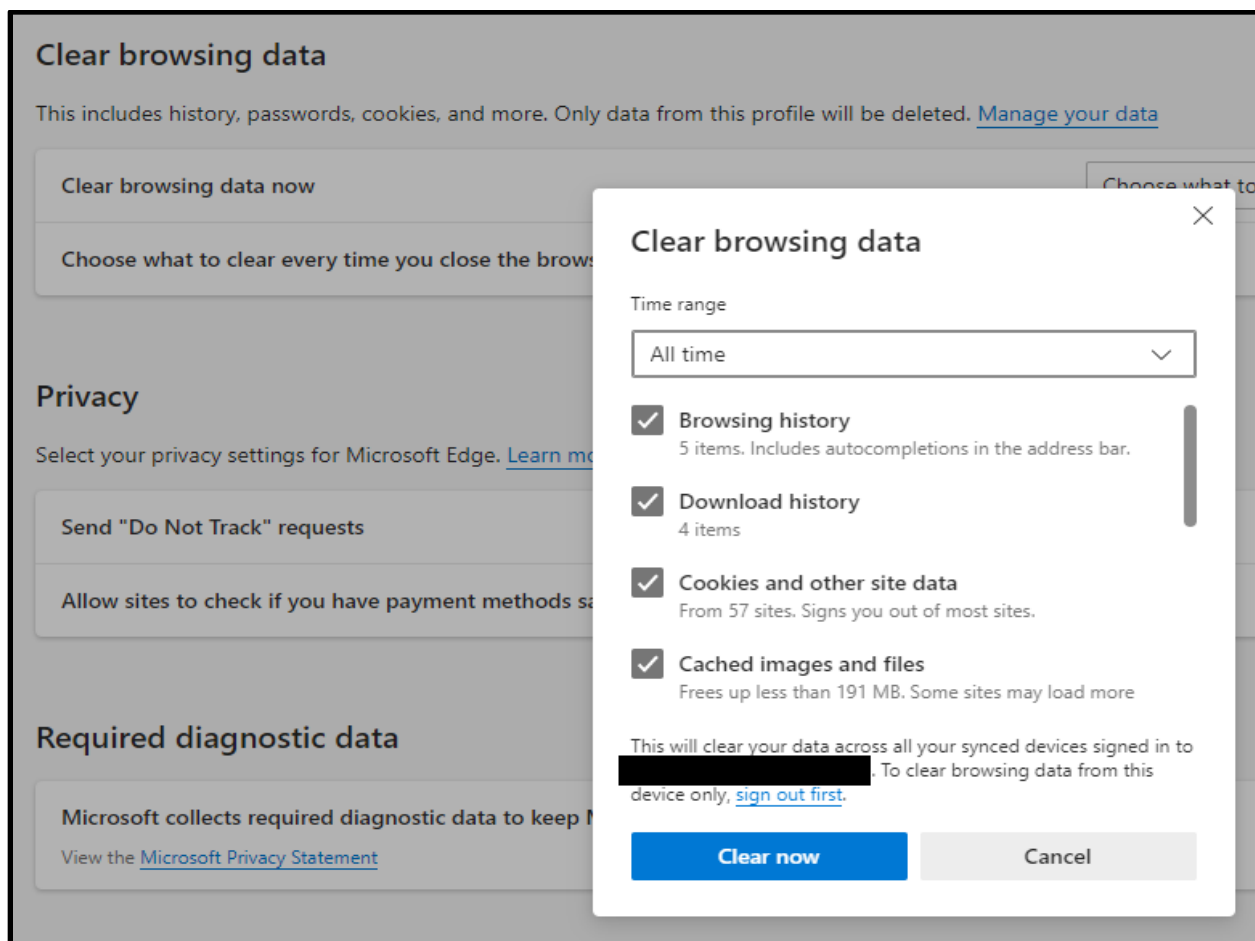 Clear browsing data
This includes history, passwords, cookies, and more. Only data from this profile will be deleted. Manage your data
Clear browsing data now
Choose what to
Choose what to clear every time you close the brows
Privacy
Select your privacy settings for Microsoft Edge. Learn mo
Send "Do Not Track" requests
Allow sites to check if you have payment methods sa
Required diagnostic data
Microsoft collects required diagnostic data to keep
View the Microsoft Privacy Statement
Clear browsing data
Time range
All time
Browsing history
5 items. Includes autocompletions in the address bar.
Download history
4 items
Cookies and other site data
From 57 sites. Signs you out of most sites.
Cached images and files
Frees up less than 191 MB. Some sites may load more
This will clear your data across all your synced devices signed in to
. To clear browsing data from this
device only, sign out first.
Clear now
Cancel